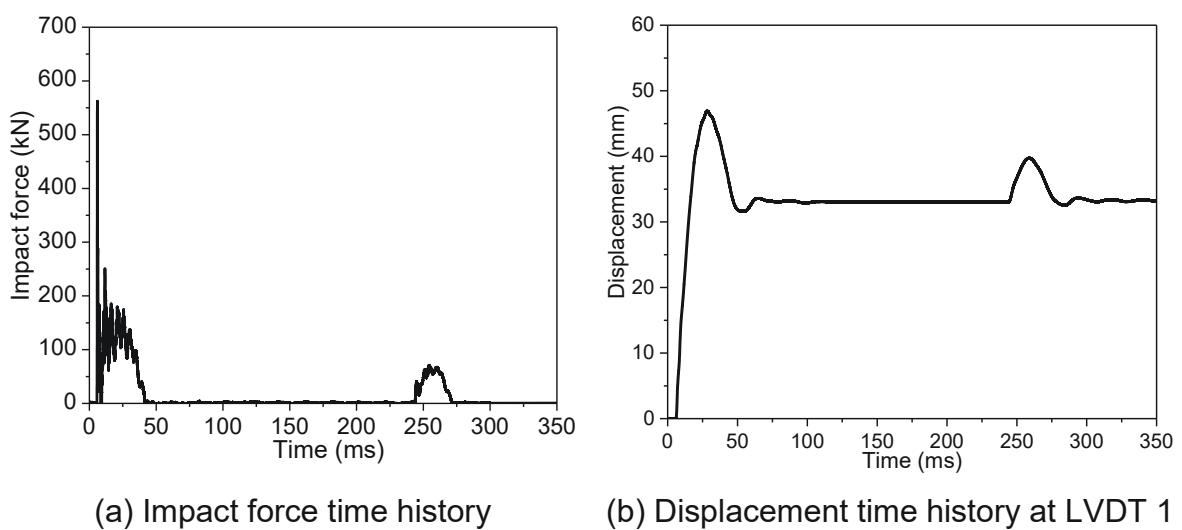 700
600
500
400
300
200
100
0
Impact force (kN)
0 50 100 150 200 250 300 350
Time (ms)
(a) Impact force time history
60
50
40
30
20
10
0
Displacement (mm)
0 50 100 150 200 250 300 350
Time (ms)
(b) Displacement time history at LVDT 1